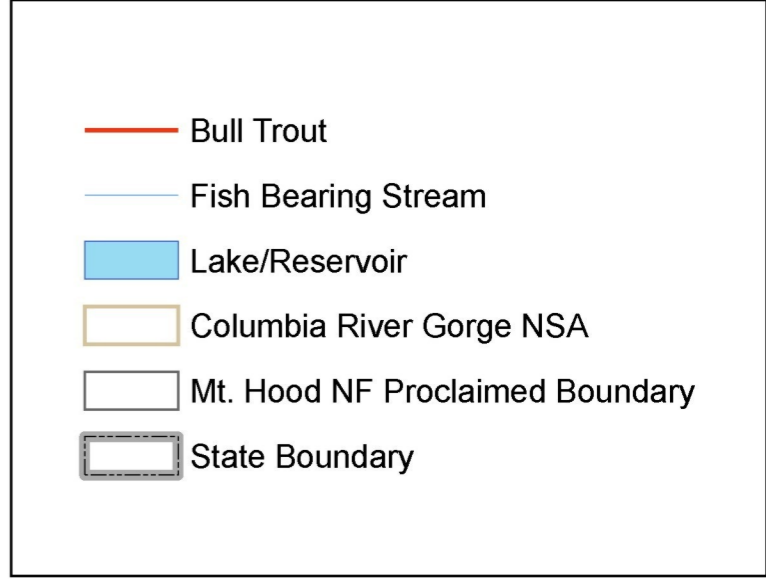 Bull Trout
Fish Bearing Stream
Lake/Reservoir
Columbia River Gorge NSA
Mt. Hood NF Proclaimed Boundary
State Boundary